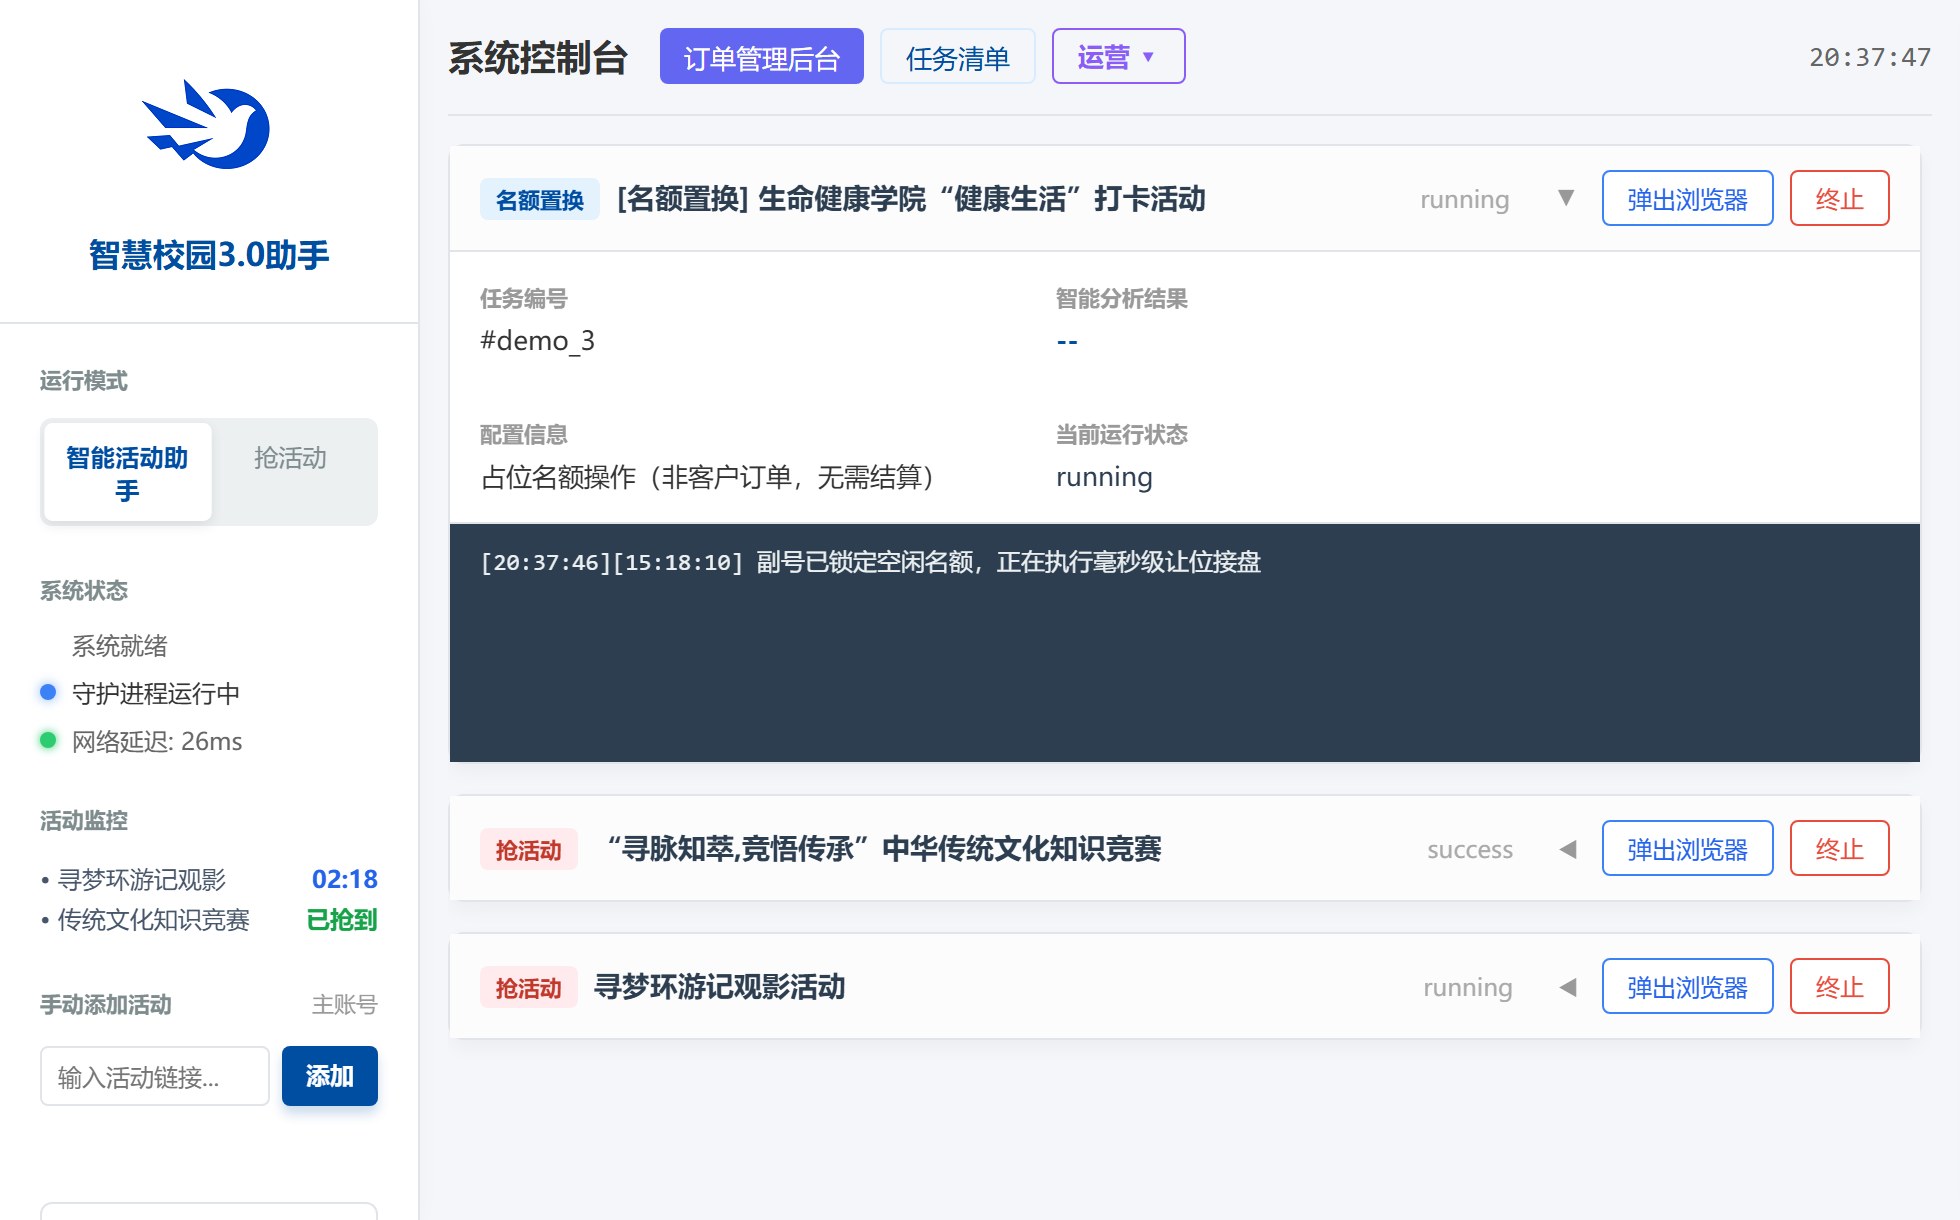 智慧校园3.0助手
运行模式
智能活动助手
抢活动
系统状态
系统就绪
守护进程运行中
网络延迟: 26ms
活动监控
• 寻梦环游记观影 02:18
• 传统文化知识竞赛 已抢到
手动添加活动 主账号
输入活动链接... 添加
系统控制台 订单管理后台 任务清单 运营 ▼ 20:37:47
名额置换 [名额置换] 生命健康学院“健康生活”打卡活动 running ▼ 弹出浏览器 终止
任务编号 智能分析结果
#demo_3 --
配置信息 当前运行状态
占位名额操作（非客户订单，无需结算） running
[20:37:46][15:18:10] 副号已锁定空闲名额，正在执行毫秒级让位接盘
抢活动 “寻脉知萃,竞悟传承”中华传统文化知识竞赛 success ◀ 弹出浏览器 终止
抢活动 寻梦环游记观影活动 running ◀ 弹出浏览器 终止